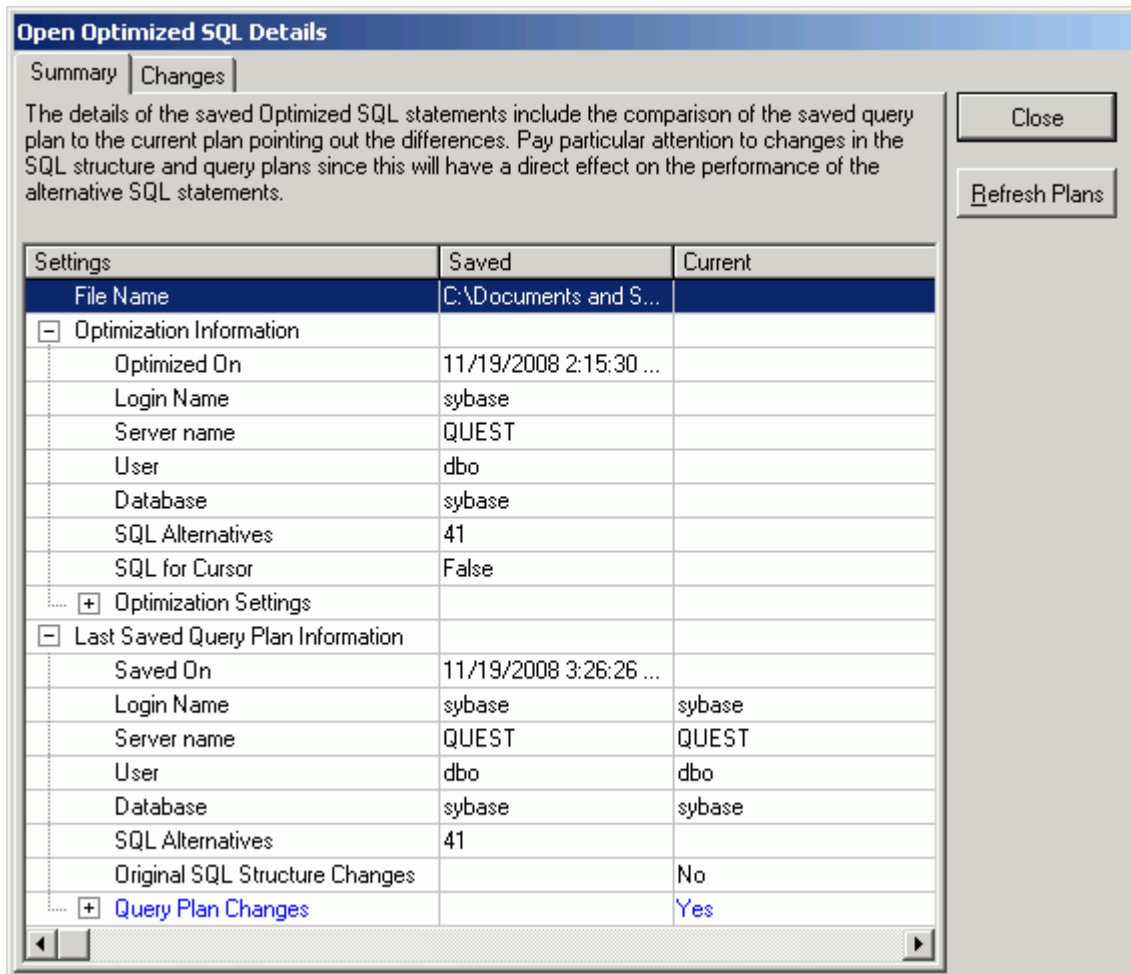 Open Optimized SQL Details
Summary Changes
The details of the saved Optimized SQL statements include the comparison of the saved query
plan to the current plan pointing out the differences. Pay particular attention to changes in the
SQL structure and query plans since this will have a direct effect on the performance of the
alternative SQL statements.
Close
Refresh Plans
Settings Saved Current
File Name C:\Documents and S...
Optimization Information
Optimized On 11/19/2008 2:15:30 ...
Login Name sybase
Server name QUEST
User dbo
Database sybase
SQL Alternatives 41
SQL for Cursor False
Optimization Settings
Last Saved Query Plan Information
Saved On 11/19/2008 3:26:26 ...
Login Name sybase sybase
Server name QUEST QUEST
User dbo dbo
Database sybase sybase
SQL Alternatives 41
Original SQL Structure Changes No
Query Plan Changes Yes